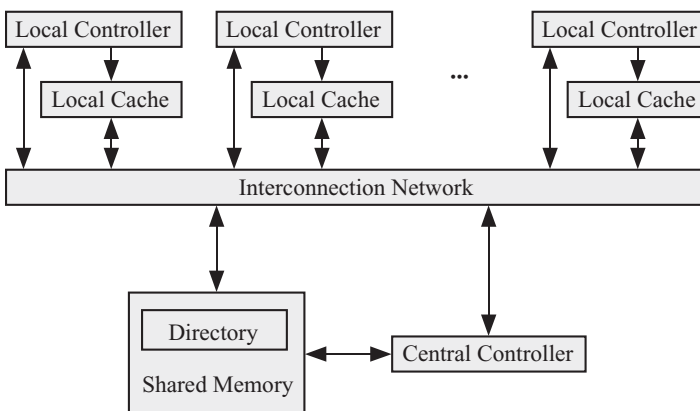 Local Controller
Local Controller
Local Controller
Local Cache
Local Cache
...
Local Cache
Interconnection Network
Directory
Shared Memory
Central Controller